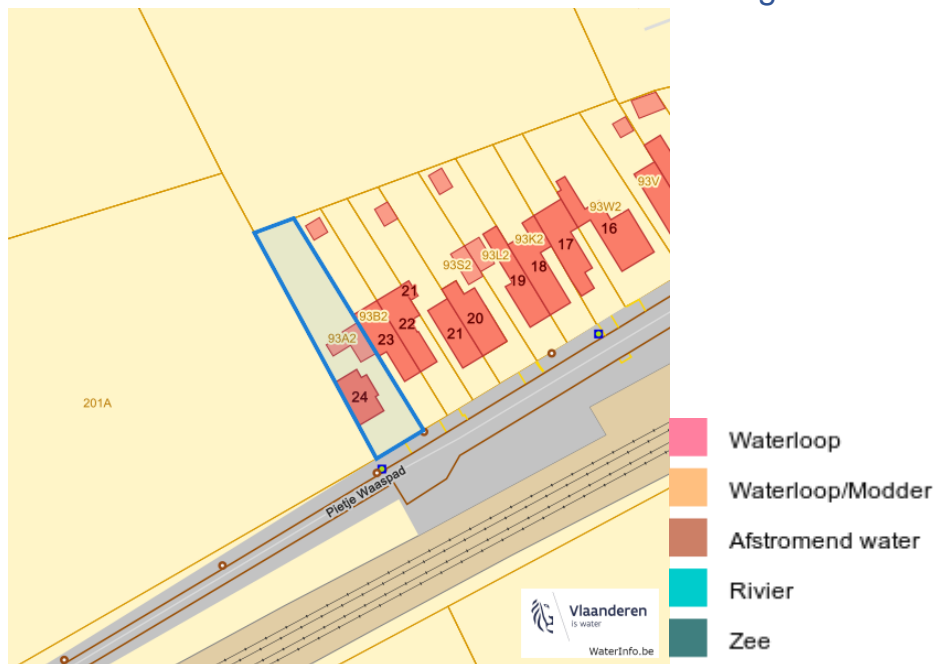 g
93V
93W2
16
93K2
17
93L2
18
93S2
19
21
20
93B2
22
21
93A2
23
24
201A
Pietje Waaspad
Vlaanderen
is water
WaterInfo.be
Waterloop
Waterloop/Modder
Afstromend water
Rivier
Zee